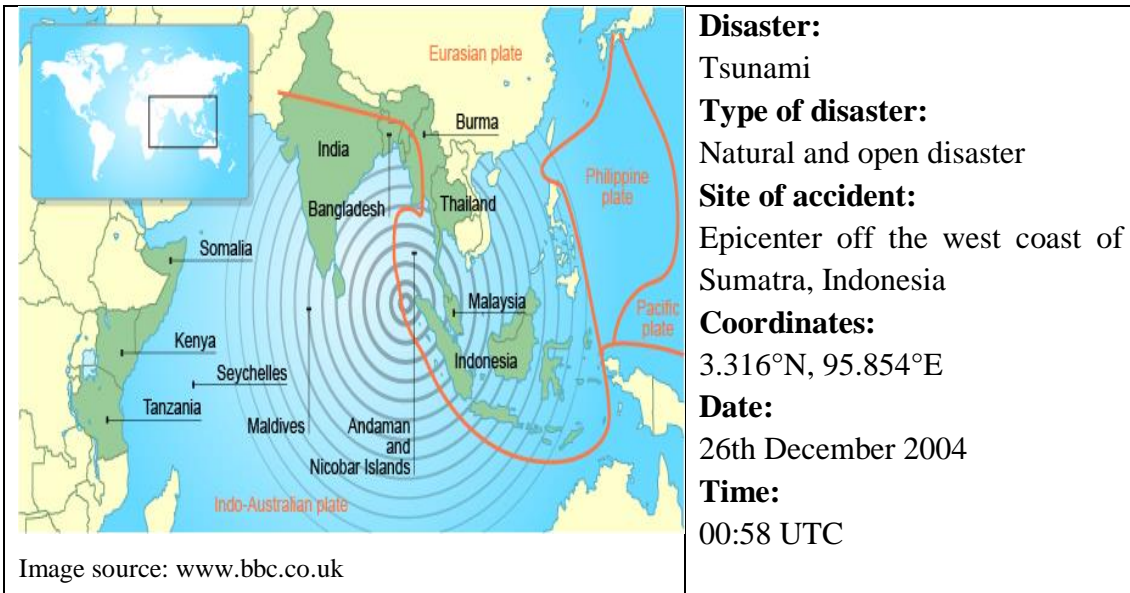 Eurasian plate
Burma
India
Philippine
plate
Bangladesh
Thailand
Somalia
Malaysia
Pacific
plate
Kenya
Indonesia
Seychelles
Tanzania
Maldives
Andaman
and
Nicobar Islands
Indo-Australian plate
Image source: www.bbc.co.uk
Disaster:
Tsunami
Type of disaster:
Natural and open disaster
Site of accident:
Epicenter off the west coast of
Sumatra, Indonesia
Coordinates:
3.316°N, 95.854°E
Date:
26th December 2004
Time:
00:58 UTC